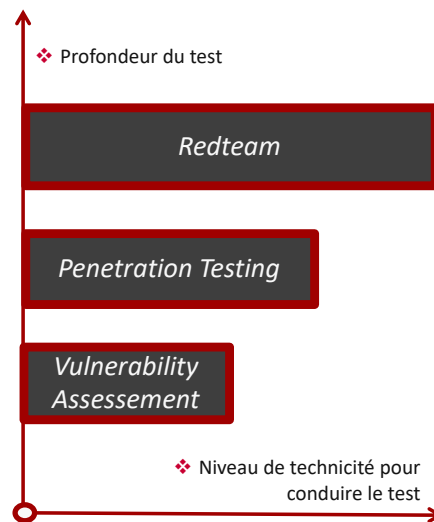 ❖ Profondeur du test
Redteam
Penetration Testing
Vulnerability
Assessement
❖ Niveau de technicité pour
conduire le test